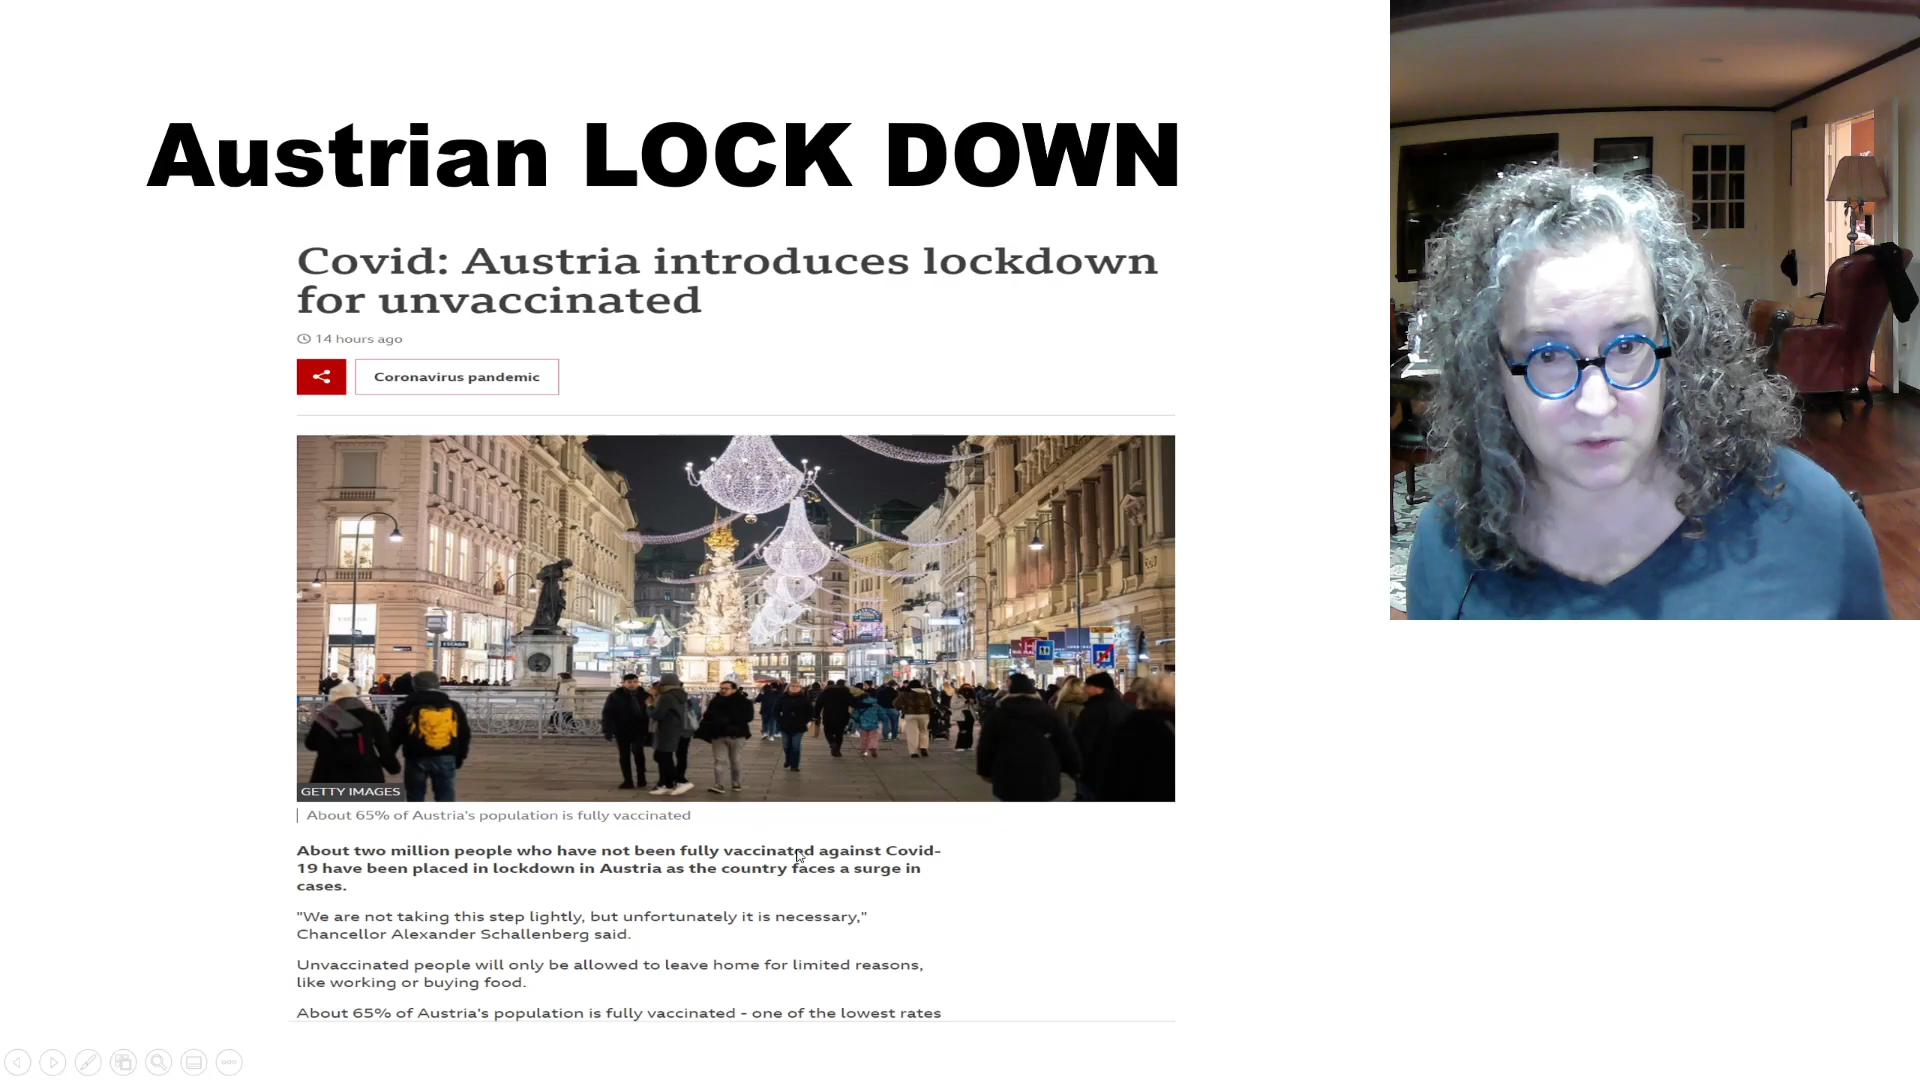 Austrian LOCK DOWN
Covid: Austria introduces lockdown
for unvaccinated
14 hours ago
Coronavirus pandemic
GETTY IMAGES
About 65% of Austria's population is fully vaccinated
About two million people who have not been fully vaccinated against Covid-
19 have been placed in lockdown in Austria as the country faces a surge in
cases.
"We are not taking this step lightly, but unfortunately it is necessary,"
Chancellor Alexander Schallenberg said.
Unvaccinated people will only be allowed to leave home for limited reasons,
like working or buying food.
About 65% of Austria's population is fully vaccinated - one of the lowest rates